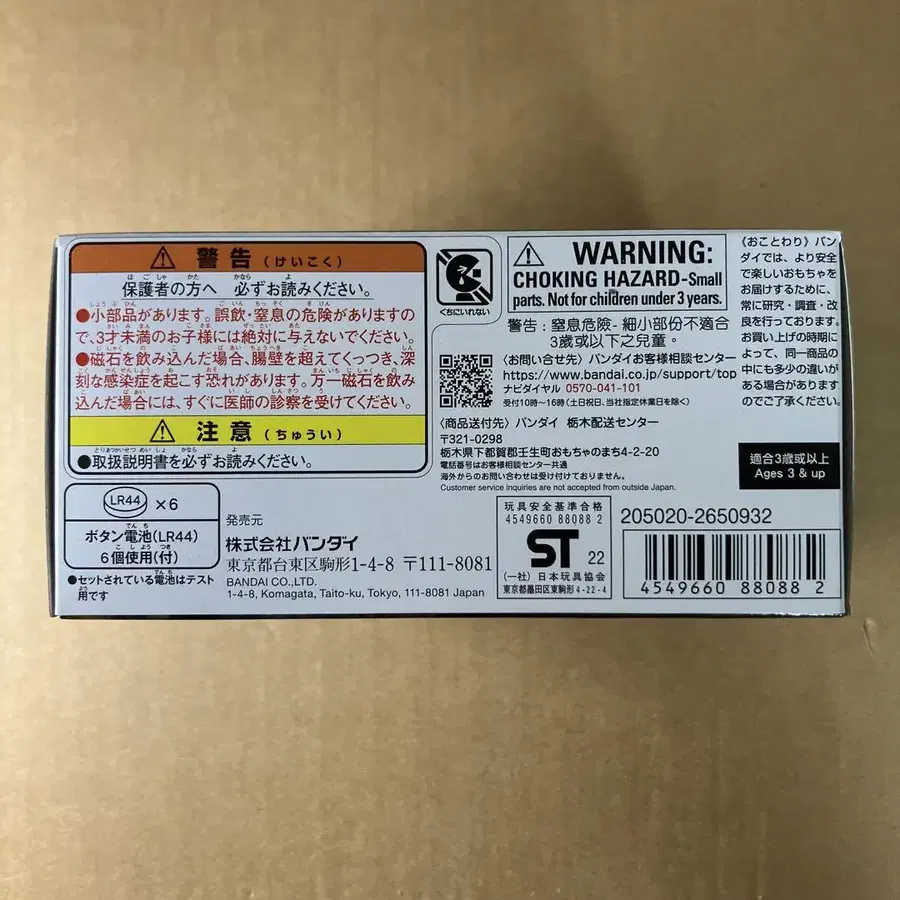 警告(けいこく)
保護者の方へ 必ずお読みください。
●小部品があります。誤飲・窒息の危険がありますの
で、3才未満のお子様には絶対に与えないでください。
●磁石を飲み込んだ場合、腸壁を超えてくっつき、深
刻な感染症を起こす恐れがあります。万一磁石を飲み
込んだ場合には、すぐに医師の診察を受けてください。
注意(ちゅうい)
●取扱説明書を必ずお読みください。
LR44 ×6
ボタン電池(LR44)
6個使用(付)
●セットされている電池はテスト
用です
発売元
株式会社バンダイ
東京都台東区駒形1-4-8 〒111-8081
BANDAI CO.,LTD.
1-4-8, Komagata, Taito-ku, Tokyo, 111-8081 Japan
くちにいれない
WARNING:
CHOKING HAZARD-Small
parts. Not for children under 3 years.
警告:窒息危險-細小部份不適合
3歲或以下之兒童。
〈お問い合せ先〉バンダイお客様相談センター
https://www.bandai.co.jp/support/top
ナビダイヤル 0570-041-101
受付10時〜16時(土日祝日、当社指定休業日を除く)
〈商品送付先〉バンダイ 栃木配送センター
〒321-0298
栃木県下都賀郡壬生町おもちゃのまち4-2-20
電話番号はお客様相談センター共通
海外からのお問い合わせは受け付けておりません。
Customer service inquiries are not accepted from outside Japan.
《おことわり》バン
ダイでは、より安全
で楽しいおもちゃを
お届けするために、
常に研究・調査・改
良を行っております。
お買い上げの時期に
よって、同一商品の
中にも多少の違いが
ある場合があります
のでご了承ください。
適合3歲或以上
Ages 3 & up
玩具安全基準合格
4549660 88088 2
ST 22
(一社)日本玩具協会
東京都墨田区東駒形4-22-4
205020-2650932
4549660 880882